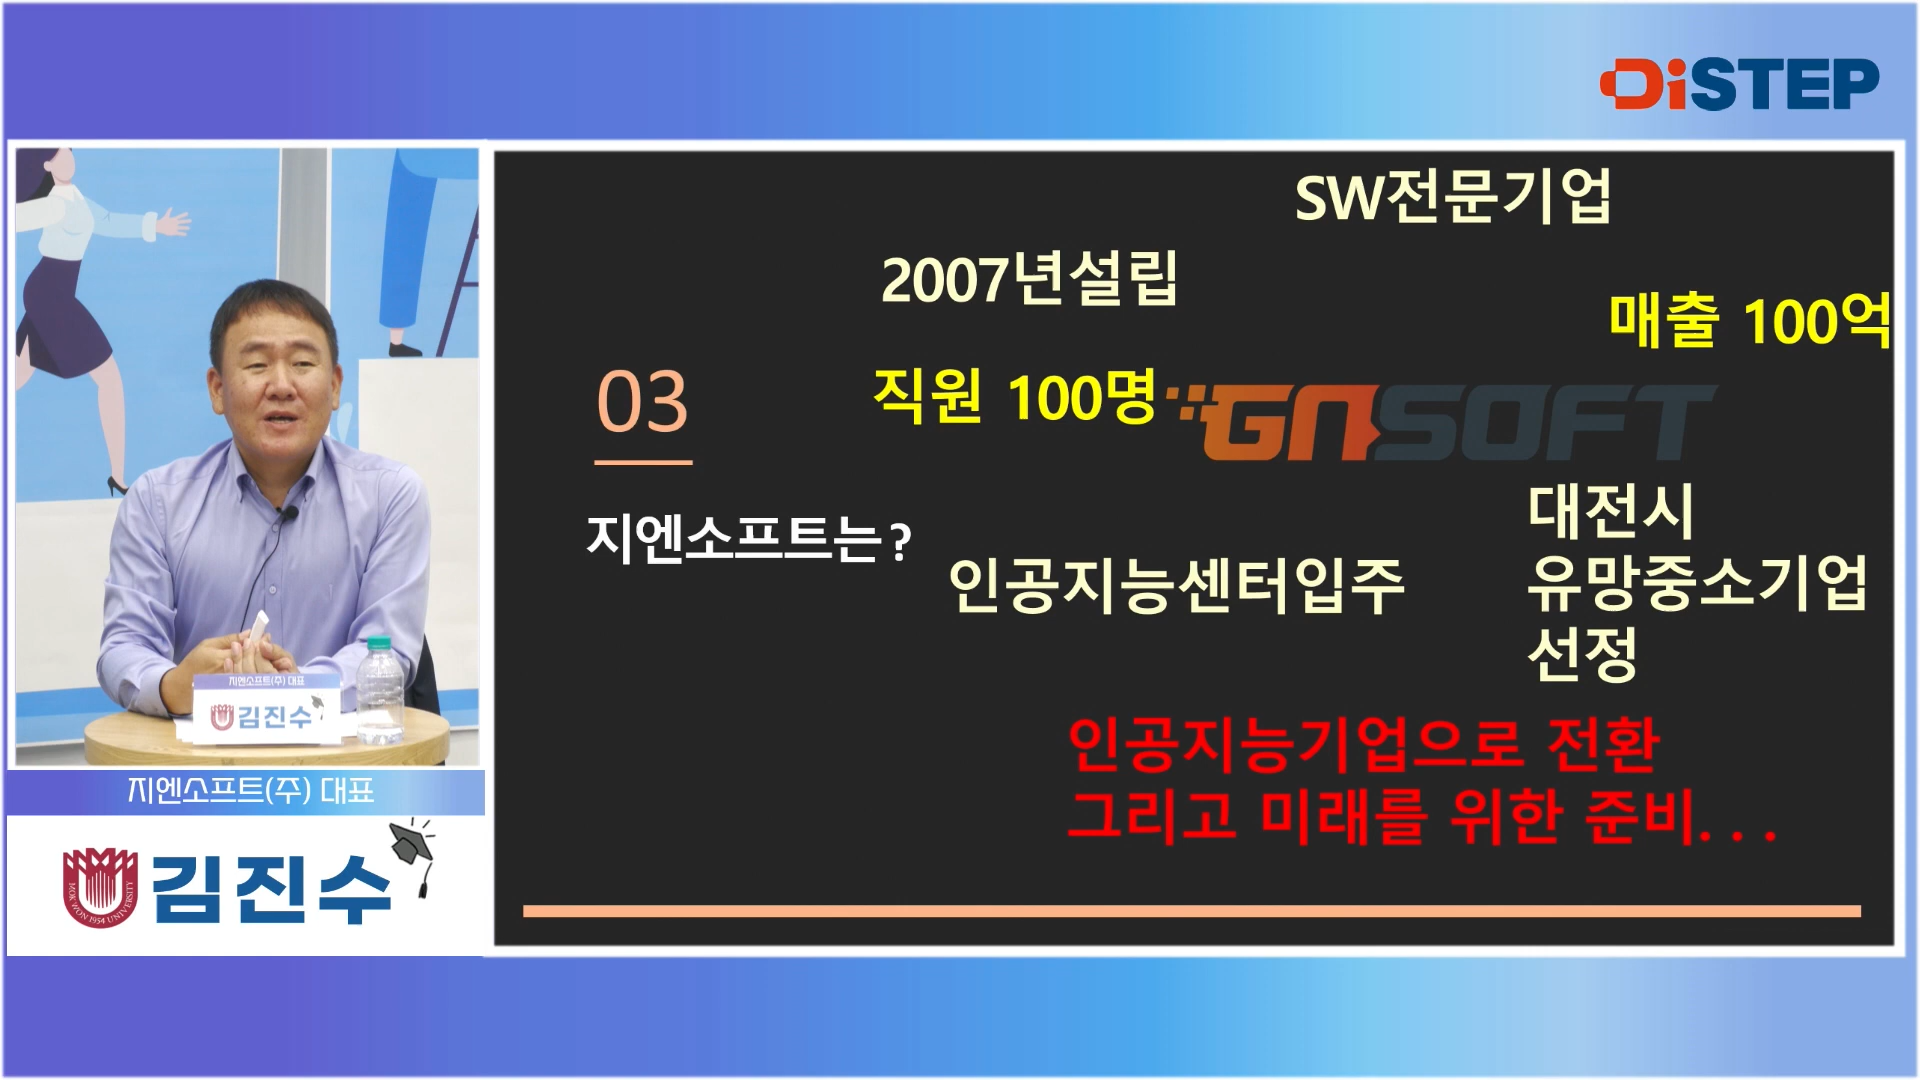 DiSTEP
SW전문기업
2007년설립
매출 100억
03
직원 100명
GNSOFT
지엔소프트는?
인공지능센터입주
대전시
유망중소기업
선정
인공지능기업으로 전환
그리고 미래를 위한 준비...
지엔소프트(주) 대표
김진수
지엔소프트(주) 대표
MOKWON 1954 UNIVERSITY
김진수